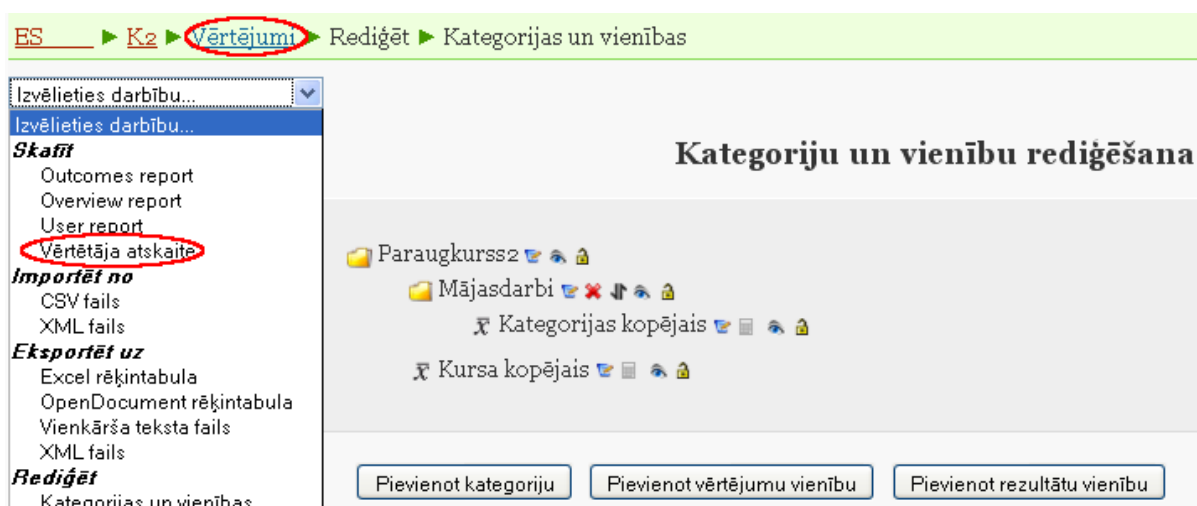 ES ► K2 ► Vērtējumi ► Rediģēt ► Kategorijas un vienības
Izvēlieties darbību...
Izvēlieties darbību...
Skatīt
Outcomes report
Overview report
User report
Vērtētāja atskaite
Importēt no
CSV fails
XML fails
Eksportēt uz
Excel rēķintabula
OpenDocument rēķintabula
Vienkārša teksta fails
XML fails
Rediģēt
Kategorijas un vienības
Kategoriju un vienību rediģēšana
Paraugkurss2
Mājasdarbi
x̅ Kategorijas kopējais
x̅ Kursa kopējais
Pievienot kategoriju Pievienot vērtējumu vienību Pievienot rezultātu vienību